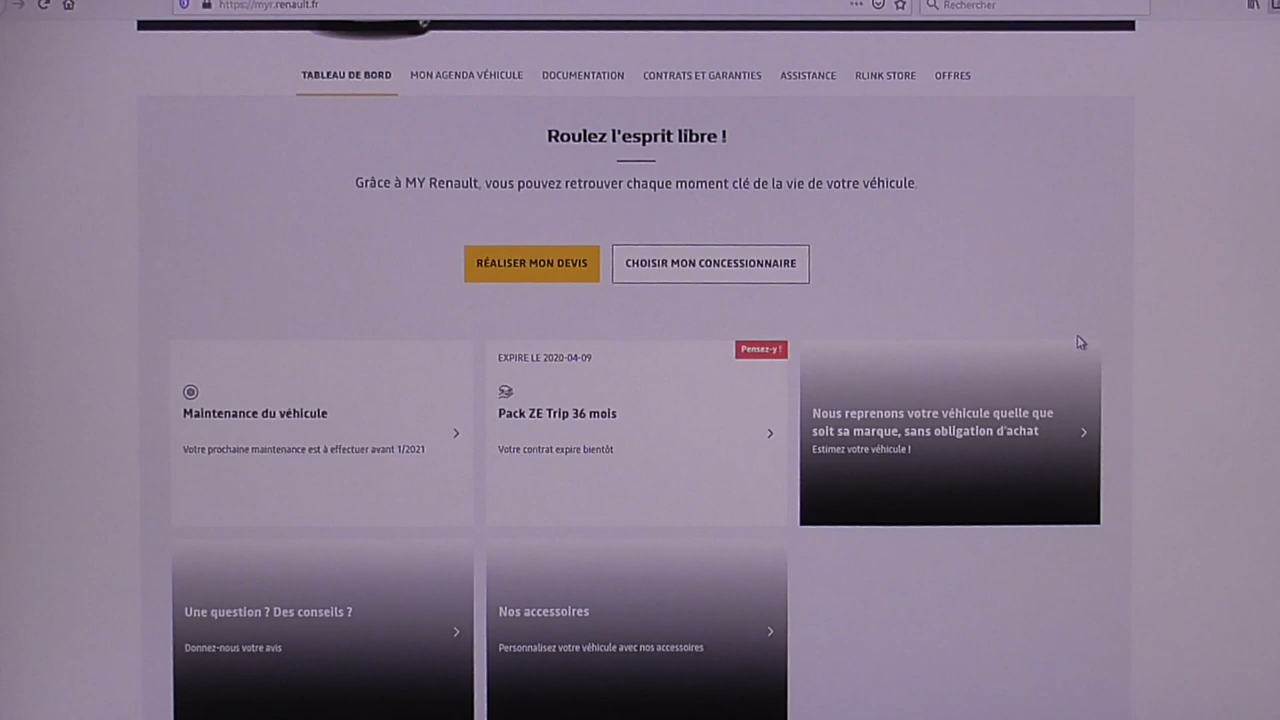 https://myr.renault.fr
Rechercher
TABLEAU DE BORD MON AGENDA VÉHICULE DOCUMENTATION CONTRATS ET GARANTIES ASSISTANCE RLINK STORE OFFRES
Roulez l'esprit libre !
Grâce à MY Renault, vous pouvez retrouver chaque moment clé de la vie de votre véhicule.
RÉALISER MON DEVIS CHOISIR MON CONCESSIONNAIRE
EXPIRE LE 2020-04-09
Pensez-y !
Maintenance du véhicule
Votre prochaine maintenance est à effectuer avant 1/2021
Pack ZE Trip 36 mois
Votre contrat expire bientôt
Nous reprenons votre véhicule quelle que
soit sa marque, sans obligation d'achat
Estimez votre véhicule !
Une question ? Des conseils ?
Donnez-nous votre avis
Nos accessoires
Personnalisez votre véhicule avec nos accessoires